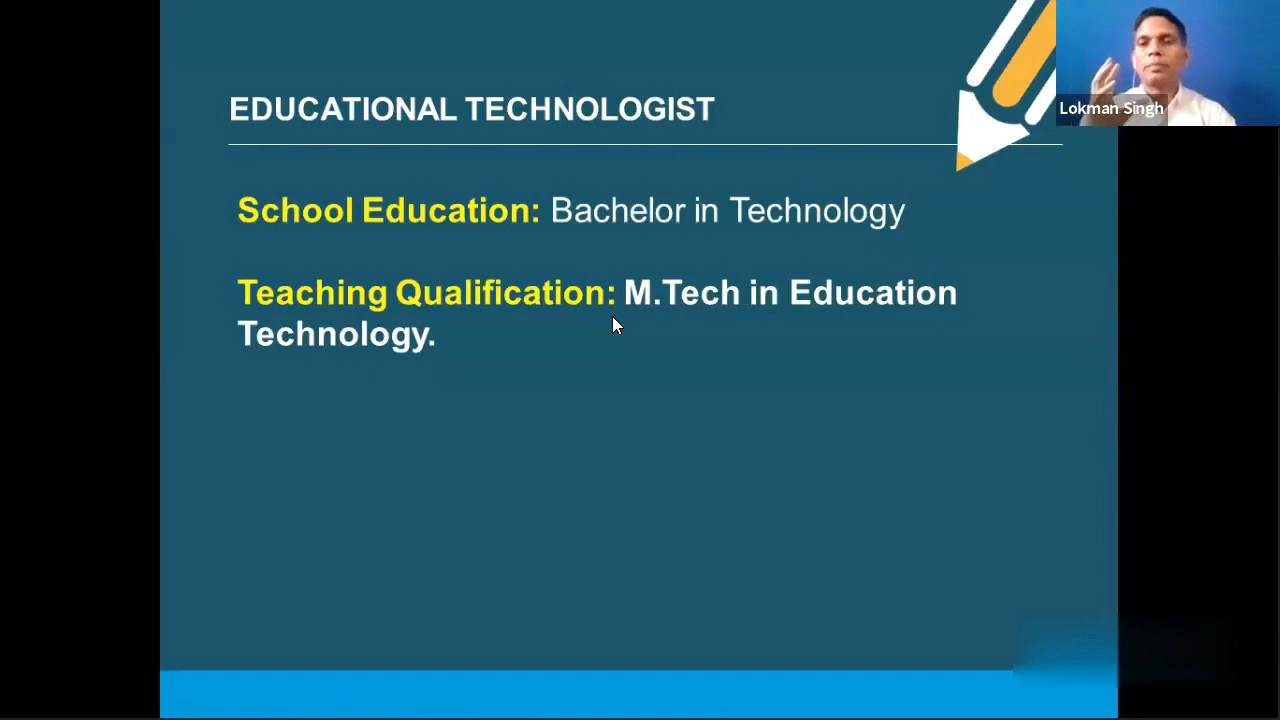 EDUCATIONAL TECHNOLOGIST
Lokman Singh
School Education: Bachelor in Technology
Teaching Qualification: M.Tech in Education
Technology.